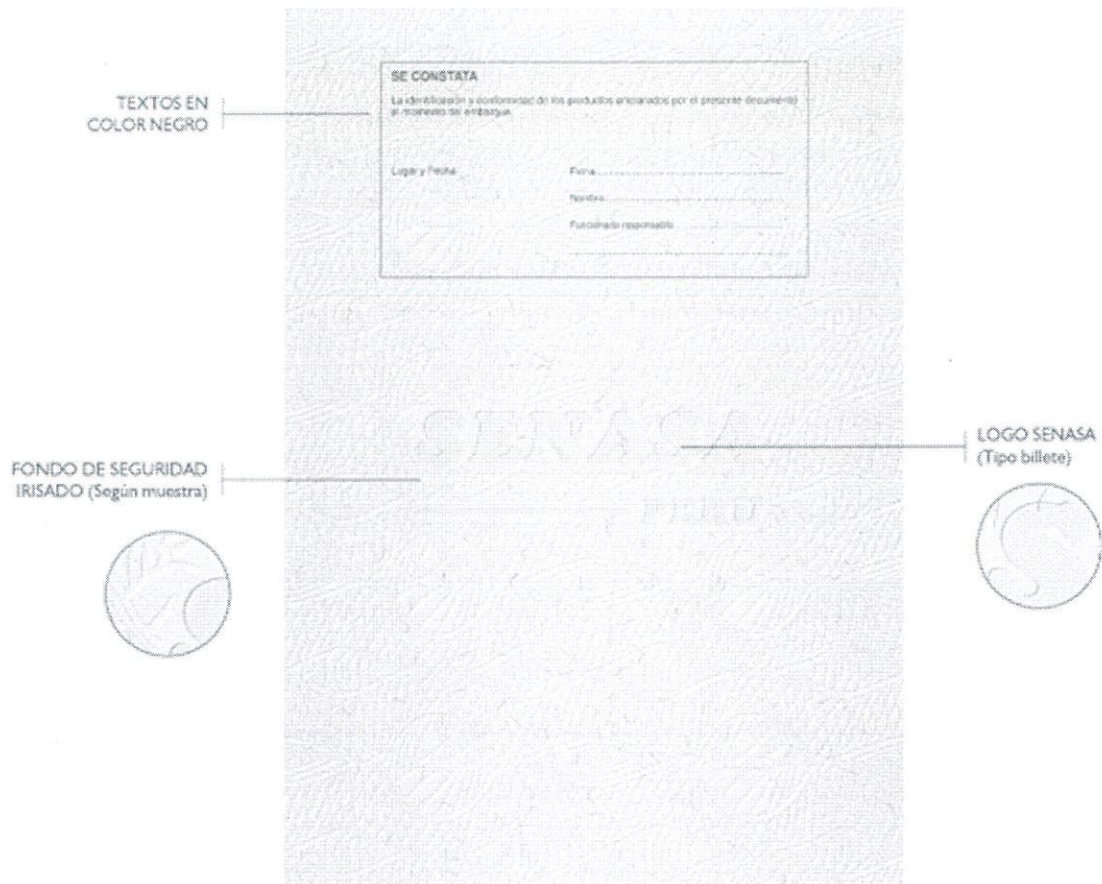 SE CONSTATA
La identificación y conformidad de los productos amparados por el presente documento
al momento del embarque.
TEXTOS EN
COLOR NEGRO
Lugar y Fecha
Firma
Nombre
Funcionario responsable
SENASA
PERU
LOGO SENASA
(Tipo billete)
FONDO DE SEGURIDAD
IRISADO (Según muestra)